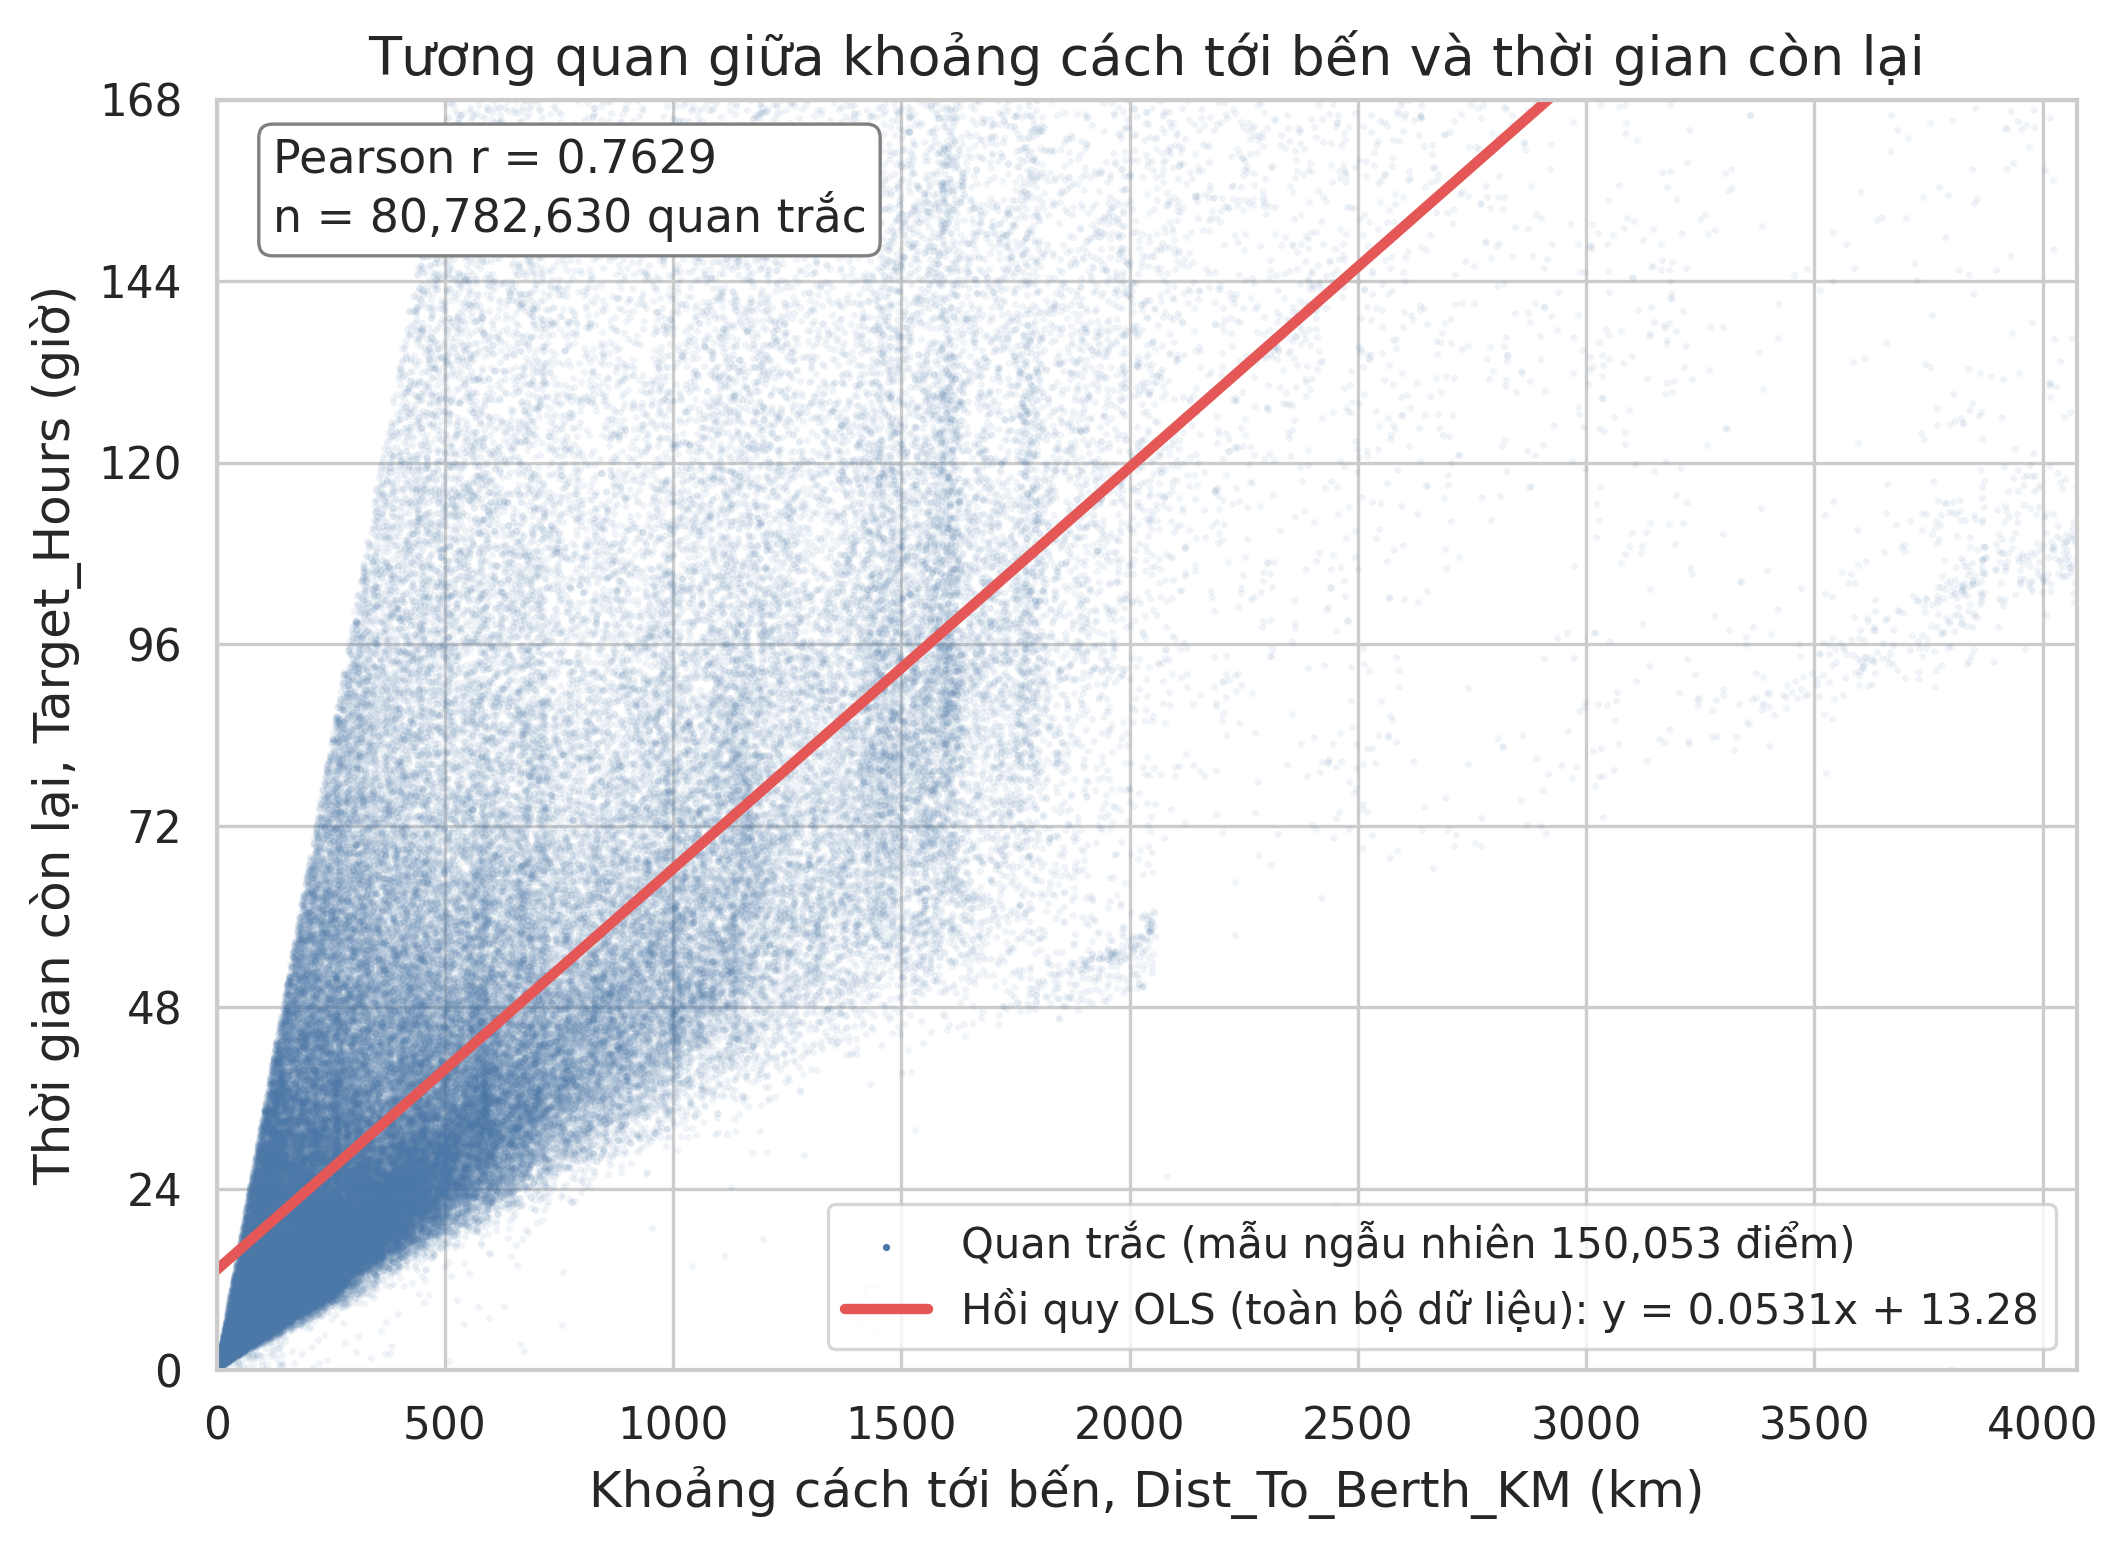 Tương quan giữa khoảng cách tới bến và thời gian còn lại
Pearson r = 0.7629
n = 80,782,630 quan trắc
Thời gian còn lại, Target_Hours (giờ)
168
144
120
96
72
48
24
0
Quan trắc (mẫu ngẫu nhiên 150,053 điểm)
Hồi quy OLS (toàn bộ dữ liệu): y = 0.0531x + 13.28
0 500 1000 1500 2000 2500 3000 3500 4000
Khoảng cách tới bến, Dist_To_Berth_KM (km)